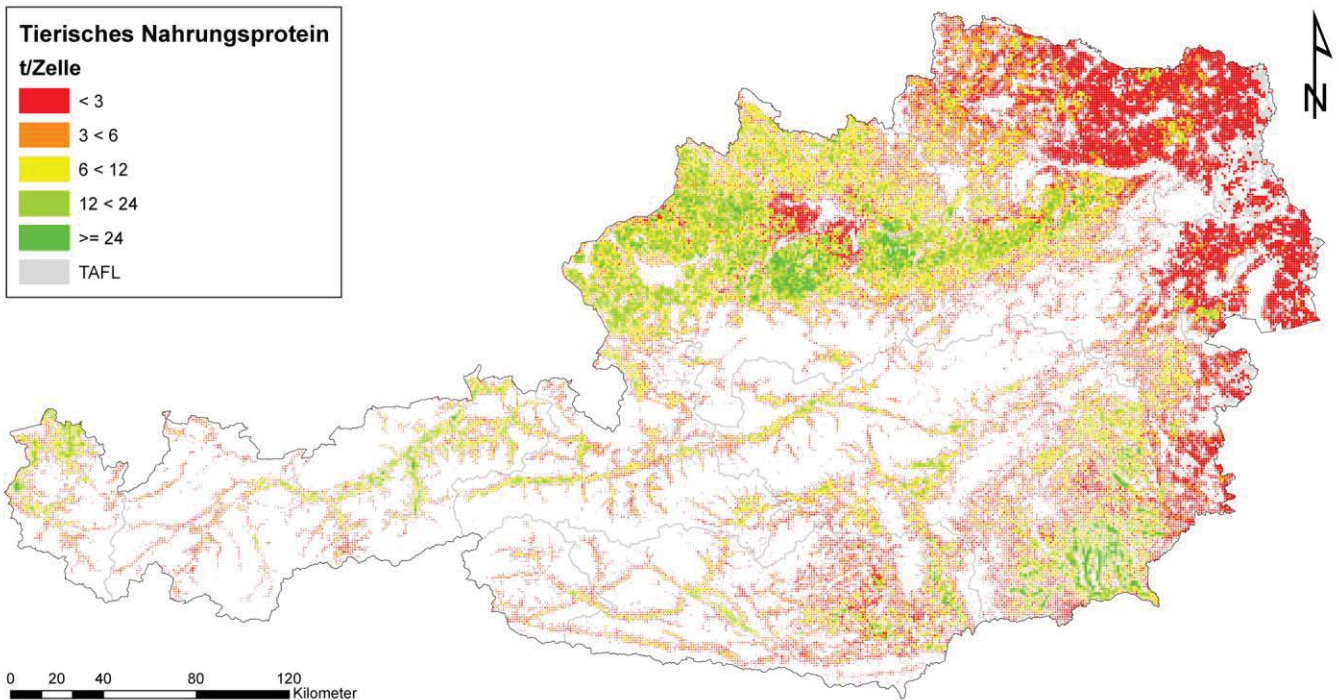 Tierisches Nahrungsprotein
t/Zelle
< 3
3 < 6
6 < 12
12 < 24
>= 24
TAFL
N
0 20 40 80 120
Kilometer